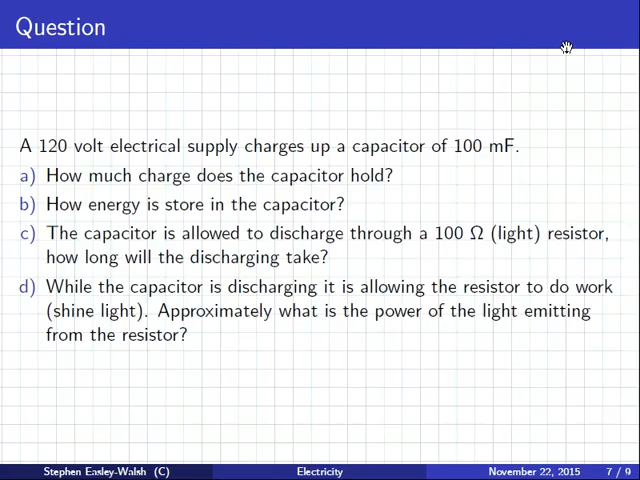 Question
A 120 volt electrical supply charges up a capacitor of 100 mF.
a) How much charge does the capacitor hold?
b) How energy is store in the capacitor?
c) The capacitor is allowed to discharge through a 100 Ω (light) resistor,
how long will the discharging take?
d) While the capacitor is discharging it is allowing the resistor to do work
(shine light). Approximately what is the power of the light emitting
from the resistor?
Stephen Easley-Walsh (C) Electricity November 22, 2015 7 / 9